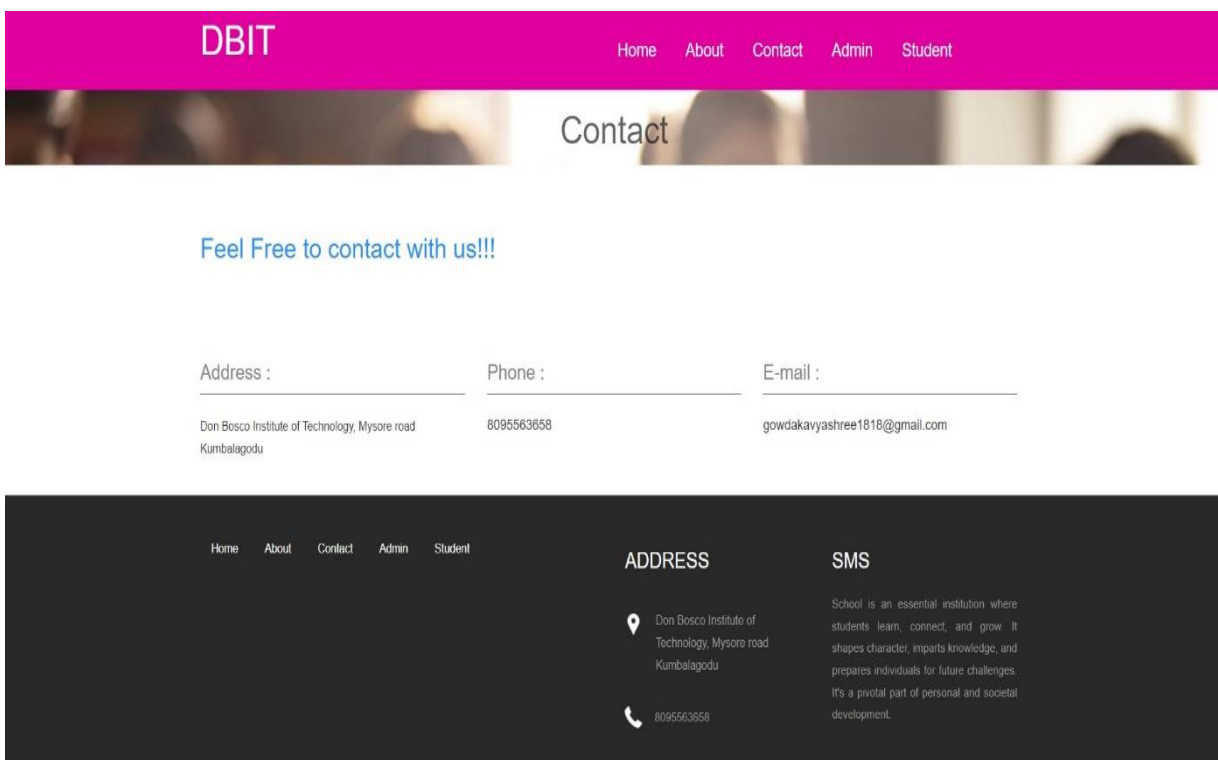 DBIT
Home About Contact Admin Student
Contact
Feel Free to contact with us!!!
Address :
Don Bosco Institute of Technology, Mysore road
Kumbalagodu
Phone :
8095563658
E-mail :
gowdakavyashree1818@gmail.com
Home About Contact Admin Student
ADDRESS
Don Bosco Institute of
Technology, Mysore road
Kumbalagodu
8095563658
SMS
School is an essential institution where
students learn, connect, and grow. It
shapes character, imparts knowledge, and
prepares individuals for future challenges.
It's a pivotal part of personal and societal
development.